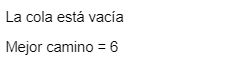 La cola está vacía
Mejor camino = 6